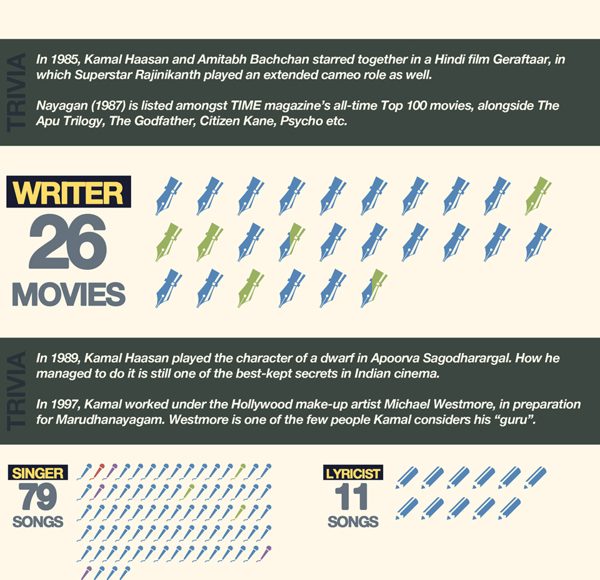 TRIVIA
In 1985, Kamal Haasan and Amitabh Bachchan starred together in a Hindi film Geraftaar, in
which Superstar Rajinikanth played an extended cameo role as well.
Nayagan (1987) is listed amongst TIME magazine's all-time Top 100 movies, alongside The
Apu Trilogy, The Godfather, Citizen Kane, Psycho etc.
WRITER
26
MOVIES
TRIVIA
In 1989, Kamal Haasan played the character of a dwarf in Apoorva Sagodharargal. How he
managed to do it is still one of the best-kept secrets in Indian cinema.
In 1997, Kamal worked under the Hollywood make-up artist Michael Westmore, in preparation
for Marudhanayagam. Westmore is one of the few people Kamal considers his "guru".
SINGER
79
SONGS
LYRICIST
11
SONGS